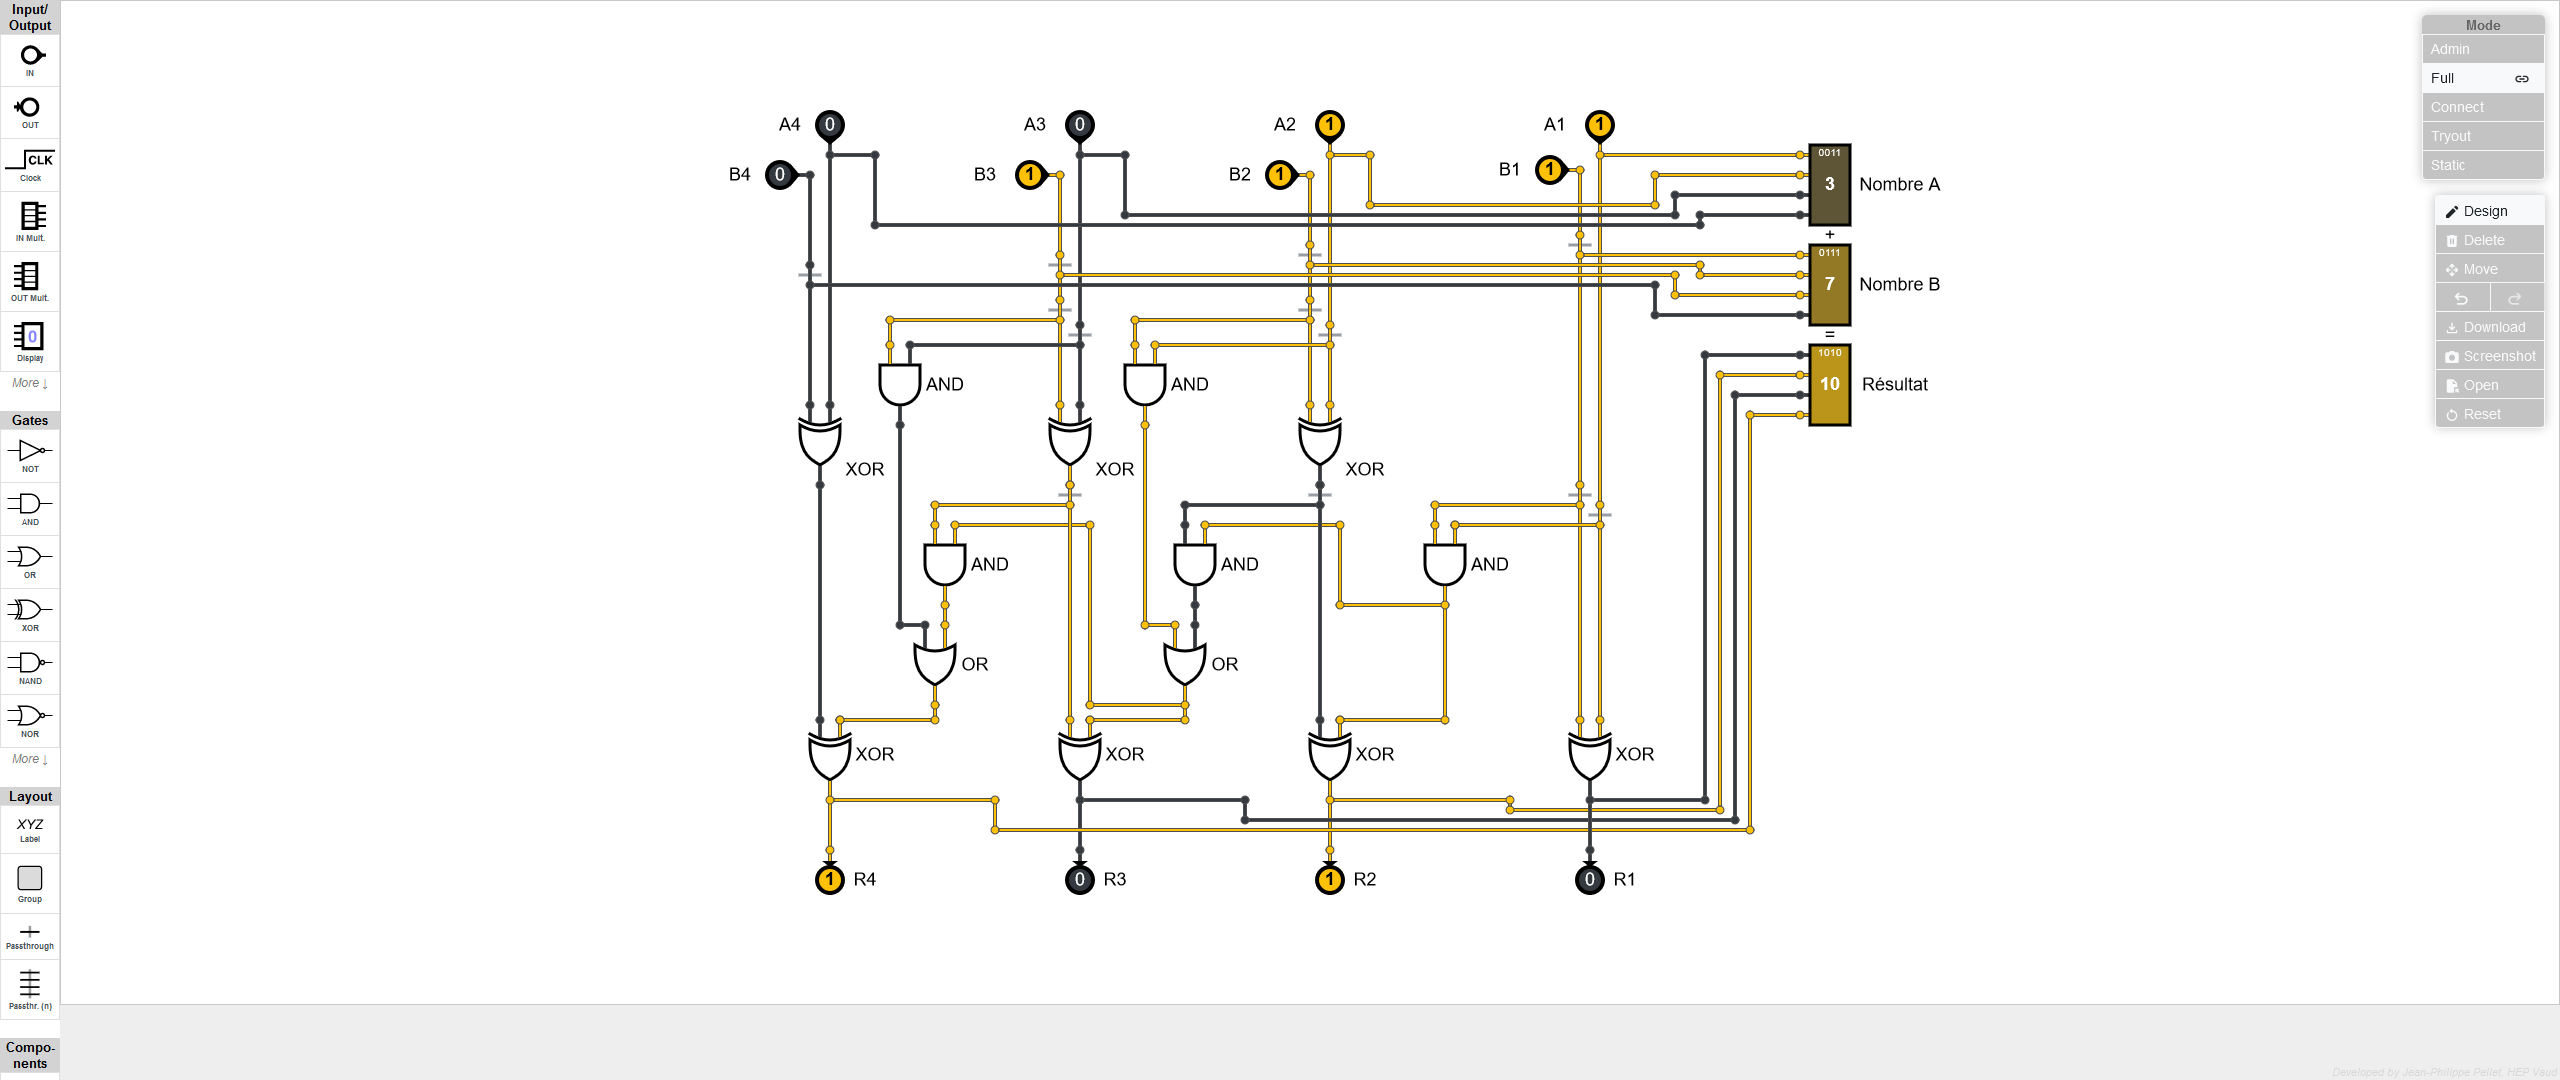 Input/
Output
IN
OUT
CLK
Clock
IN Mult.
OUT Mult.
0
Display
More ↓
Gates
NOT
AND
OR
XOR
NAND
NOR
More ↓
Layout
XYZ
Label
Group
Passthrough
Passthr. (n)
Compo-
nents
A4 0
A3 0
A2 1
A1 1
B4 0
B3 1
B2 1
B1 1
0011
3
Nombre A
+
0111
7
Nombre B
=
1010
10
Résultat
AND
AND
XOR
XOR
XOR
AND
AND
AND
OR
OR
XOR
XOR
XOR
XOR
1 R4
0 R3
1 R2
0 R1
Mode
Admin
Full
Connect
Tryout
Static
Design
Delete
Move
Download
Screenshot
Open
Reset
Developed by Jean-Philippe Pellet, HEP Vaud